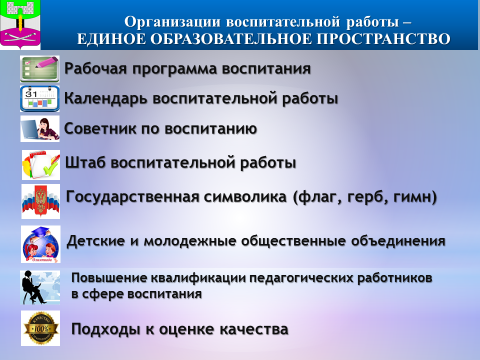 Организации воспитательной работы –
ЕДИНОЕ ОБРАЗОВАТЕЛЬНОЕ ПРОСТРАНСТВО
Рабочая программа воспитания
31
Календарь воспитательной работы
Советник по воспитанию
Штаб воспитательной работы
Государственная символика (флаг, герб, гимн)
Детские и молодежные общественные объединения
Повышение квалификации педагогических работников
в сфере воспитания
100%
Подходы к оценке качества